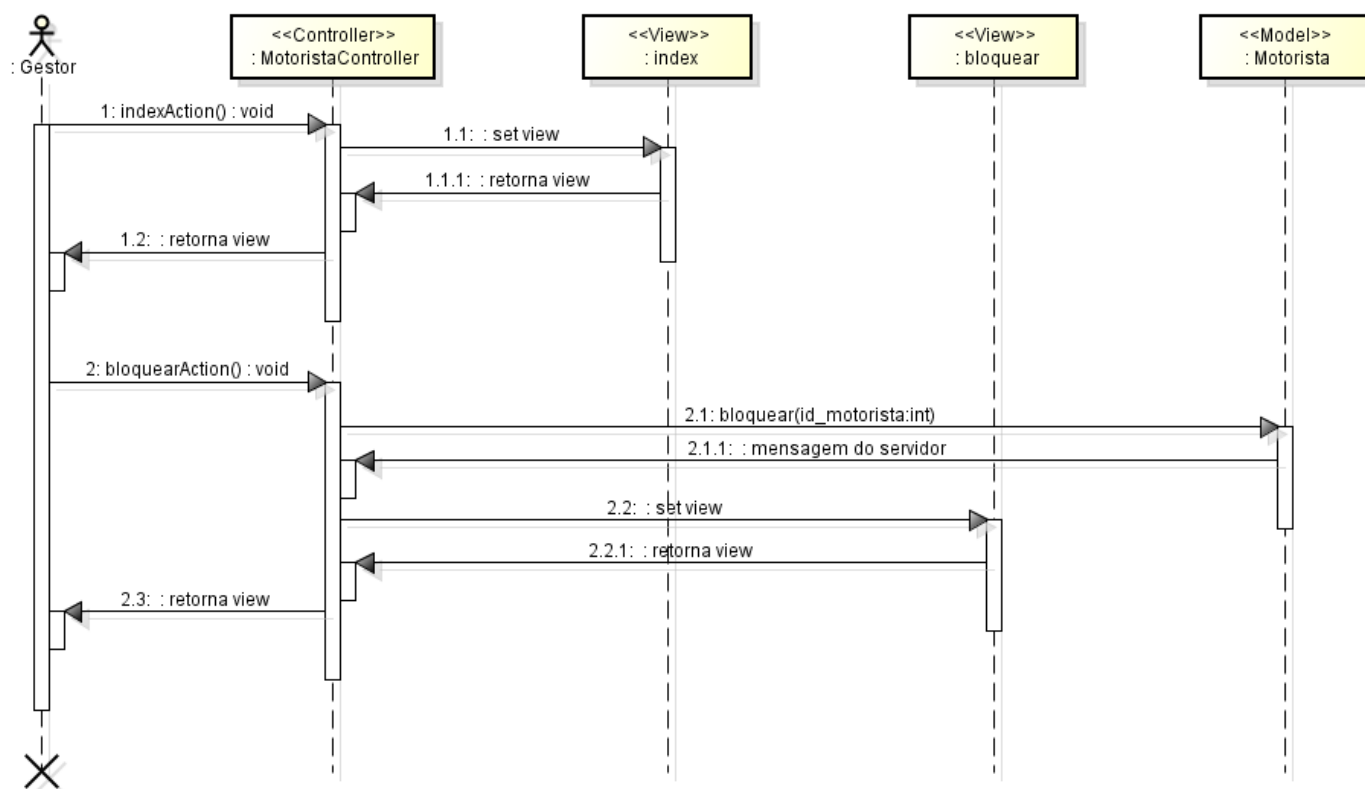 <<Controller>>
: MotoristaController
<<View>>
: index
<<View>>
: bloquear
<<Model>>
: Motorista
: Gestor
1: indexAction() : void
1.1: : set view
1.1.1: : retorna view
1.2: : retorna view
2: bloquearAction() : void
2.1: bloquear(id_motorista:int)
2.1.1: : mensagem do servidor
2.2: : set view
2.2.1: : retorna view
2.3: : retorna view